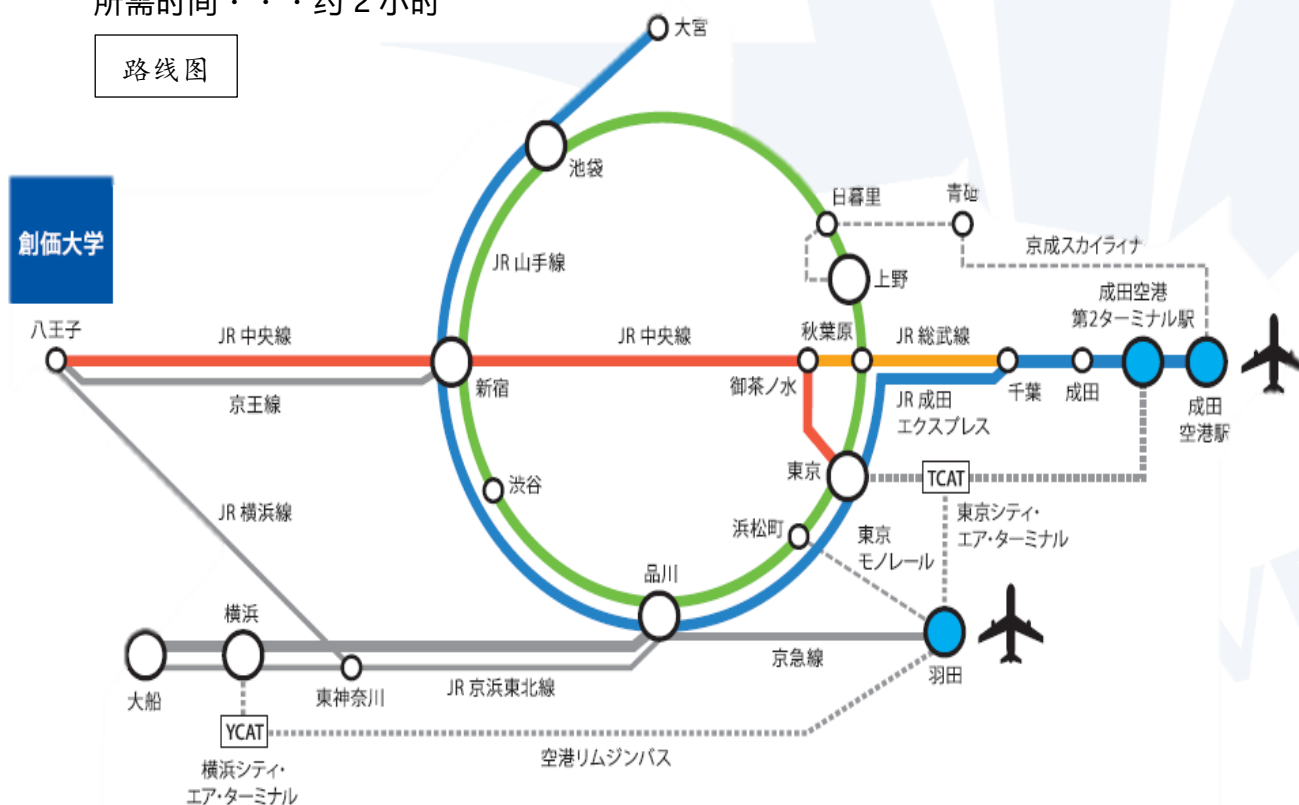 所需时间・・・约 2 小时
路线图
大宮
池袋
創価大学
日暮里
青砥
京成スカイライナ
JR 山手線
上野
成田空港
第2ターミナル駅
八王子
JR 中央線
JR 中央線
秋葉原
JR 総武線
京王線
新宿
御茶ノ水
JR 成田
エクスプレス
千葉
成田
成田
空港駅
渋谷
東京
TCAT
JR 横浜線
浜松町
東京
モノレール
東京シティ・
エア・ターミナル
品川
横浜
京急線
羽田
大船
東神奈川
JR 京浜東北線
YCAT
空港リムジンバス
横浜シティ・
エア・ターミナル